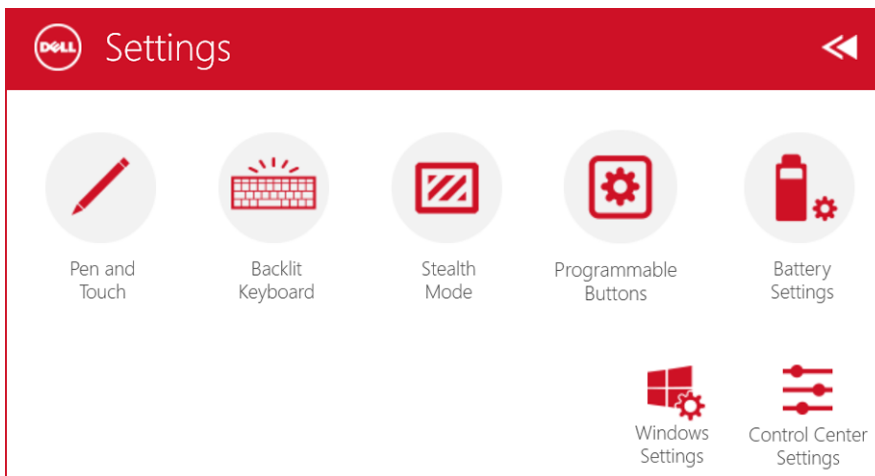 DELL Settings
Pen and
Touch
Backlit
Keyboard
Stealth
Mode
Programmable
Buttons
Battery
Settings
Windows
Settings
Control Center
Settings